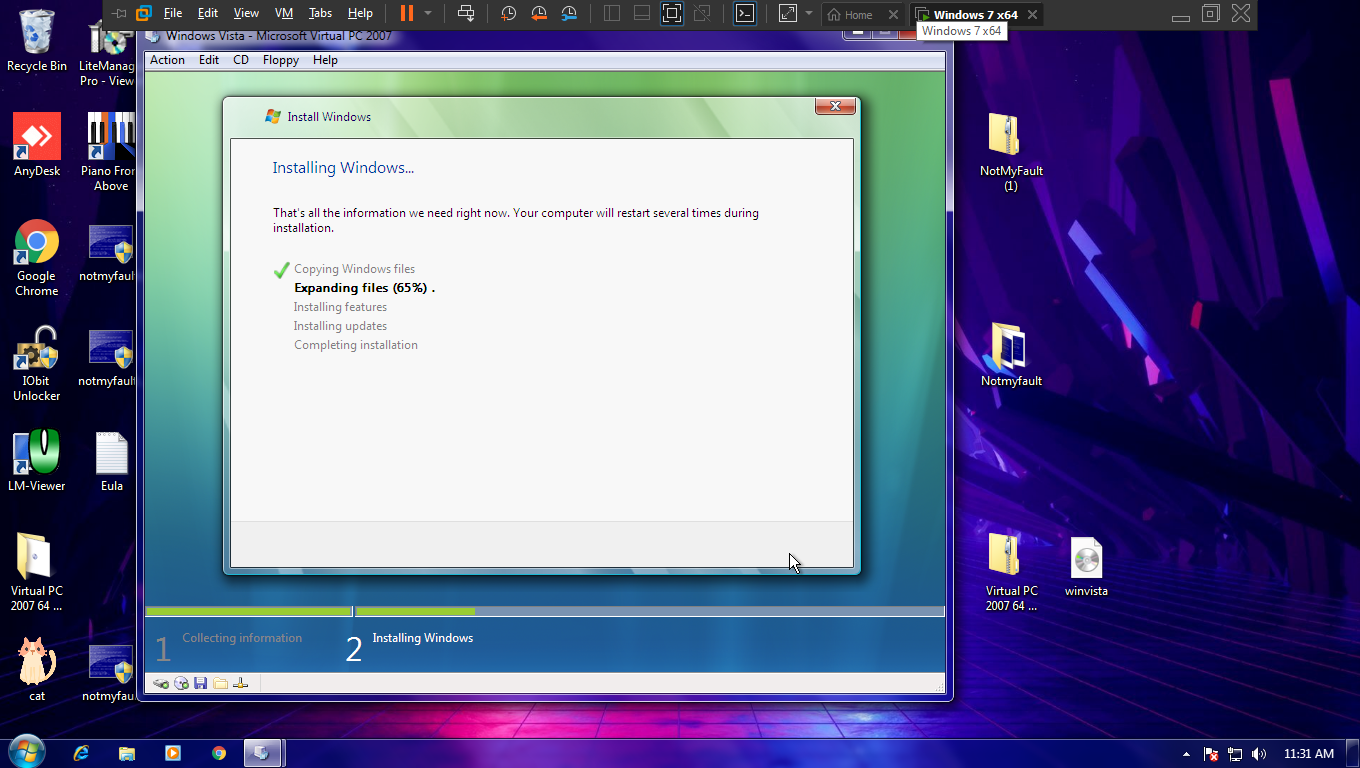 File Edit View VM Tabs Help
Home
Windows 7 x64
Windows 7 x64
Windows Vista - Microsoft Virtual PC 2007
Action Edit CD Floppy Help
Install Windows
Installing Windows...
That's all the information we need right now. Your computer will restart several times during
installation.
Copying Windows files
Expanding files (65%) .
Installing features
Installing updates
Completing installation
1 Collecting information
2 Installing Windows
Recycle Bin
LiteManag
Pro - View
AnyDesk
Piano Fron
Above
Google
Chrome
notmyfault
IObit
Unlocker
notmyfault
LM-Viewer
Eula
Virtual PC
2007 64 ...
cat
notmyfau
NotMyFault
(1)
Notmyfault
Virtual PC
2007 64 ...
winvista
11:31 AM